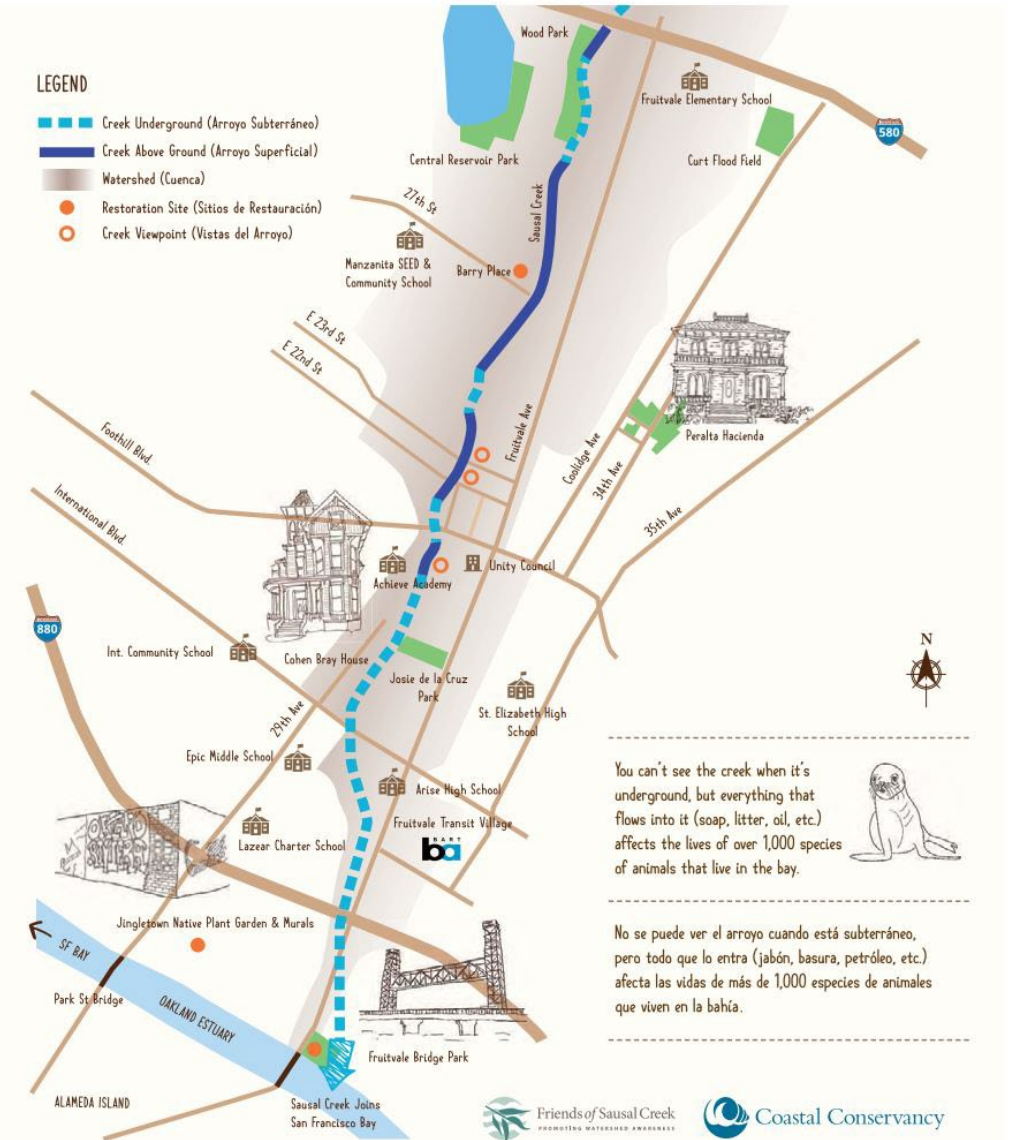 LEGEND
Creek Underground (Arroyo Subterráneo)
Creek Above Ground (Arroyo Superficial)
Watershed (Cuenca)
Restoration Site (Sitios de Restauración)
Creek Viewpoint (Vistas del Arroyo)
Wood Park
Fruitvale Elementary School
INTERSTATE
580
Central Reservoir Park
Curt Flood Field
27th St
Sausal Creek
Manzanita SEED &
Community School
Barry Place
E 23rd St
E 22nd St
Fruitvale Ave
Coolidge Ave
34th Ave
Peralta Hacienda
35th Ave
Foothill Blvd.
International Blvd.
Achieve Academy
Unity Council
INTERSTATE
880
Int. Community School
Cohen Bray House
Josie de la Cruz
Park
St. Elizabeth High
School
29th Ave
N
Epic Middle School
Arise High School
Fruitvale Transit Village
BART
ba
Lazear Charter School
Jingletown Native Plant Garden & Murals
SF BAY
Park St Bridge
OAKLAND ESTUARY
Fruitvale Bridge Park
ALAMEDA ISLAND
Sausal Creek Joins
San Francisco Bay
You can't see the creek when it's
underground, but everything that
flows into it (soap, litter, oil, etc.)
affects the lives of over 1,000 species
of animals that live in the bay.
No se puede ver el arroyo cuando está subterráneo,
pero todo que lo entra (jabón, basura, petróleo, etc.)
afecta las vidas de más de 1,000 especies de animales
que viven en la bahía.
Friends of Sausal Creek
PROMOTING WATERSHED AWARENESS
Coastal Conservancy